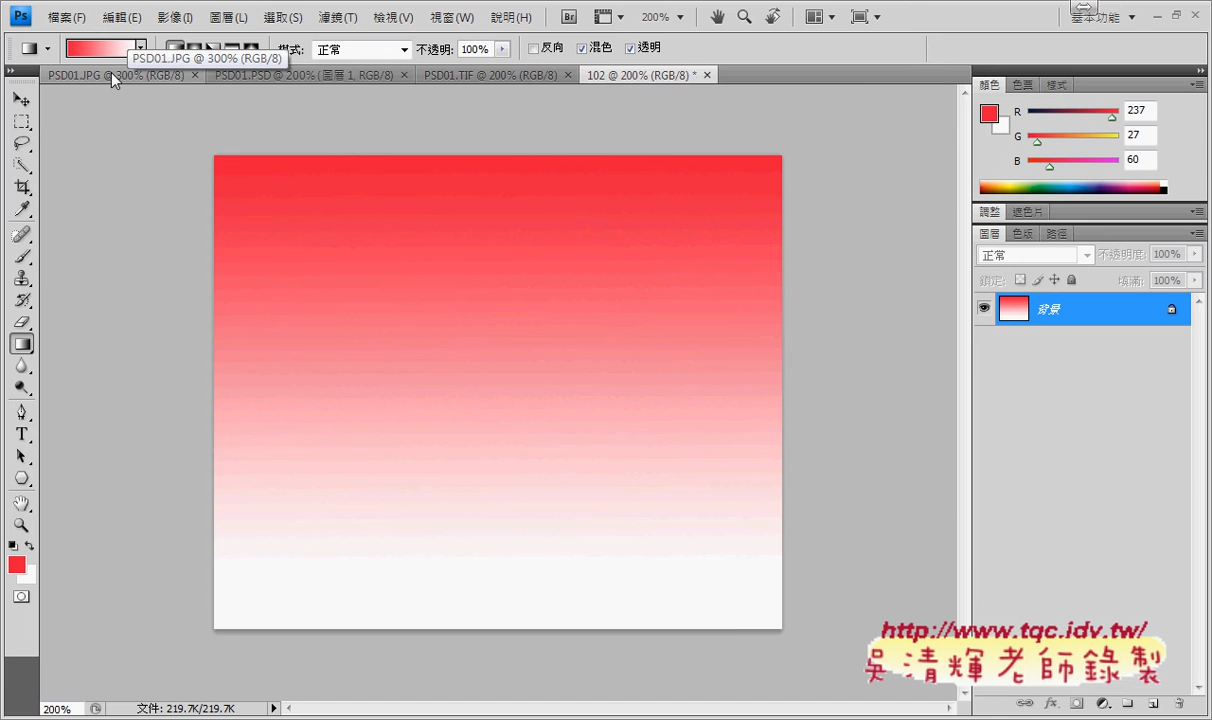 Ps 檔案(F) 編輯(E) 影像(I) 圖層(L) 選取(S) 濾鏡(T) 檢視(V) 視窗(W) 說明(H) Br 200% 基本功能
模式: 正常 不透明: 100% 反向 混色 透明
PSD01.JPG @ 300% (RGB/8)
PSD01.JPG @ 300% (RGB/8) PSD01.PSD @ 200% (圖層 1, RGB/8) PSD01.TIF @ 200% (RGB/8) 102 @ 200% (RGB/8) *
顏色 色票 樣式
R 237
G 27
B 60
調整 遮色片
圖層 色版 路徑
正常 不透明度: 100%
鎖定: 填滿: 100%
背景
T
http://www.tqc.idv.tw/
吳清輝老師錄製
200% 文件: 219.7K/219.7K
fx